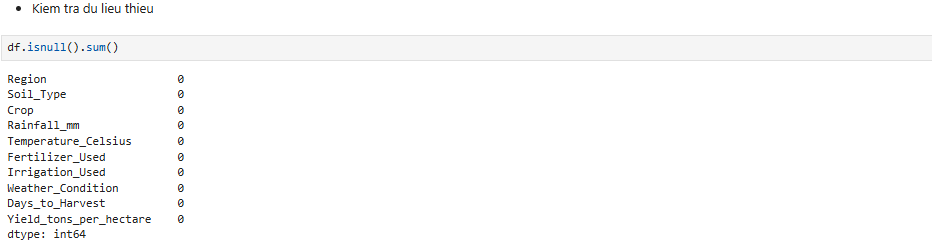 Kiem tra du lieu thieu
df.isnull().sum()
Region 0
Soil_Type 0
Crop 0
Rainfall_mm 0
Temperature_Celsius 0
Fertilizer_Used 0
Irrigation_Used 0
Weather_Condition 0
Days_to_Harvest 0
Yield_tons_per_hectare 0
dtype: int64